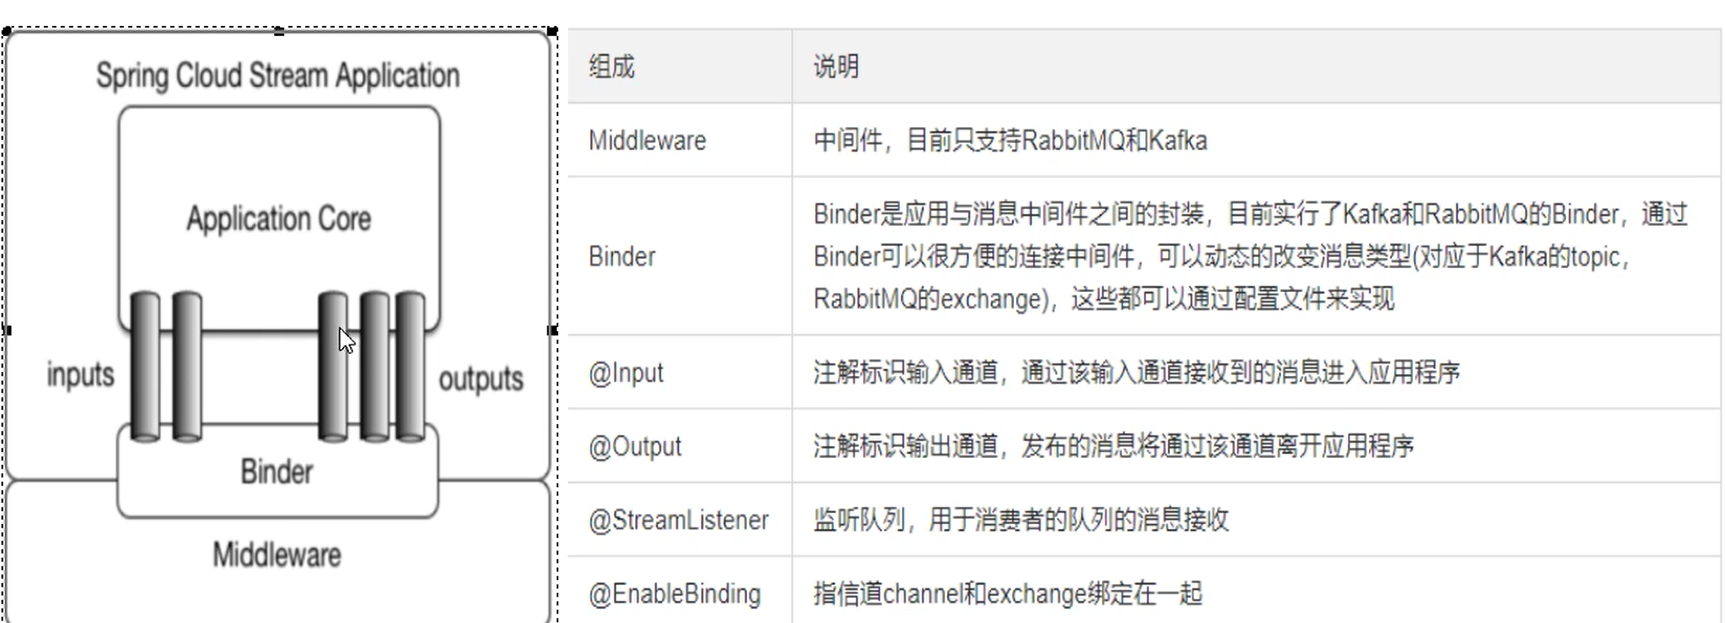 Spring Cloud Stream Application
Application Core
inputs
outputs
Binder
Middleware
组成 说明
Middleware 中间件，目前只支持RabbitMQ和Kafka
Binder Binder是应用与消息中间件之间的封装，目前实行了Kafka和RabbitMQ的Binder，通过
Binder可以很方便的连接中间件，可以动态的改变消息类型(对应于Kafka的topic，
RabbitMQ的exchange)，这些都可以通过配置文件来实现
@Input 注解标识输入通道，通过该输入通道接收到的消息进入应用程序
@Output 注解标识输出通道，发布的消息将通过该通道离开应用程序
@StreamListener 监听队列，用于消费者的队列的消息接收
@EnableBinding 指信道channel和exchange绑定在一起